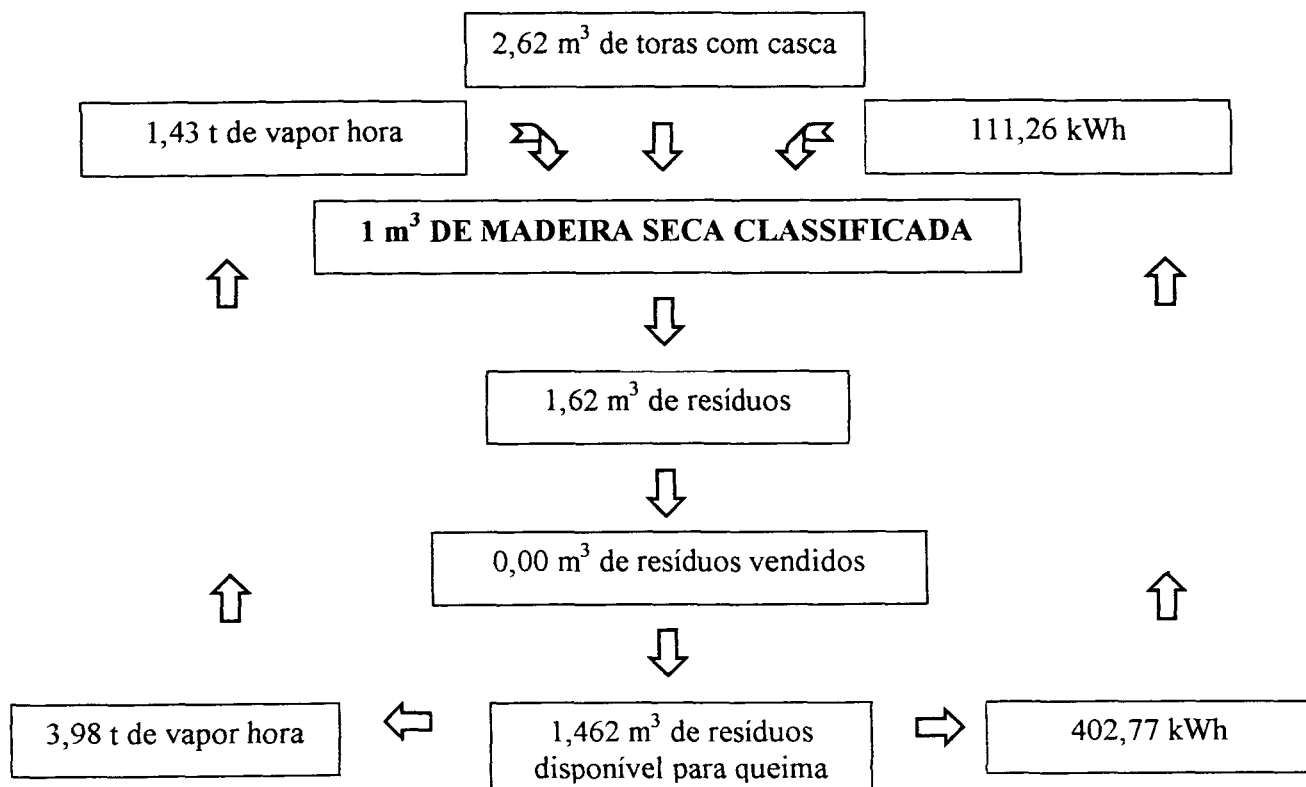 2,62 m³ de toras com casca
1,43 t de vapor hora
111,26 kWh
1 m³ DE MADEIRA SECA CLASSIFICADA
1,62 m³ de resíduos
0,00 m³ de resíduos vendidos
3,98 t de vapor hora
1,462 m³ de resíduos
disponível para queima
402,77 kWh